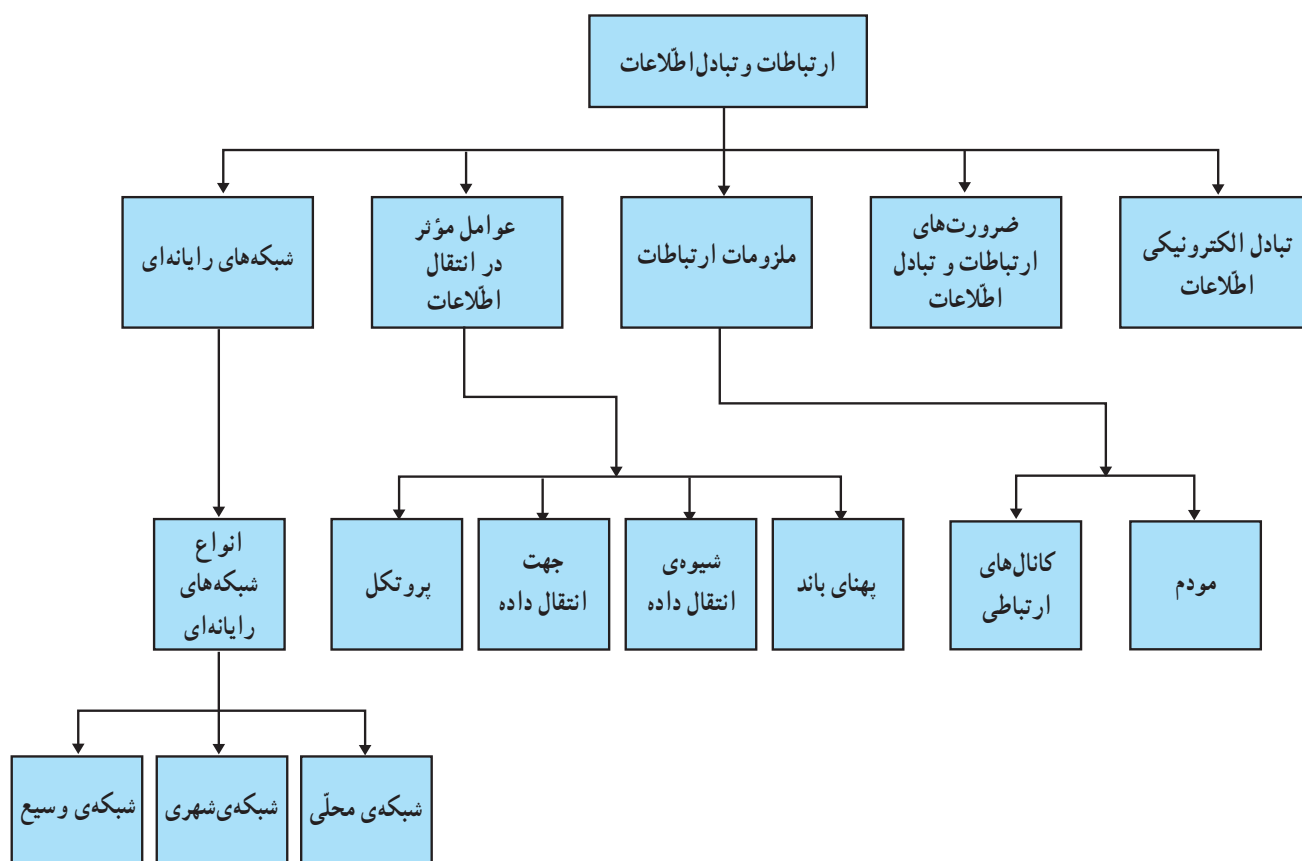 ارتباطات و تبادل اطّلاعات
تبادل الکترونیکی
اطّلاعات
ضرورت‌های
ارتباطات و تبادل
اطّلاعات
ملزومات ارتباطات
عوامل مؤثر
در انتقال
اطّلاعات
شبکه‌های رایانه‌ای
مودم
کانال‌های
ارتباطی
پهنای باند
شیوه‌ی
انتقال داده
جهت
انتقال داده
پروتکل
انواع
شبکه‌های
رایانه‌ای
شبکه‌ی محلّی
شبکه‌ی شهری
شبکه‌ی وسیع